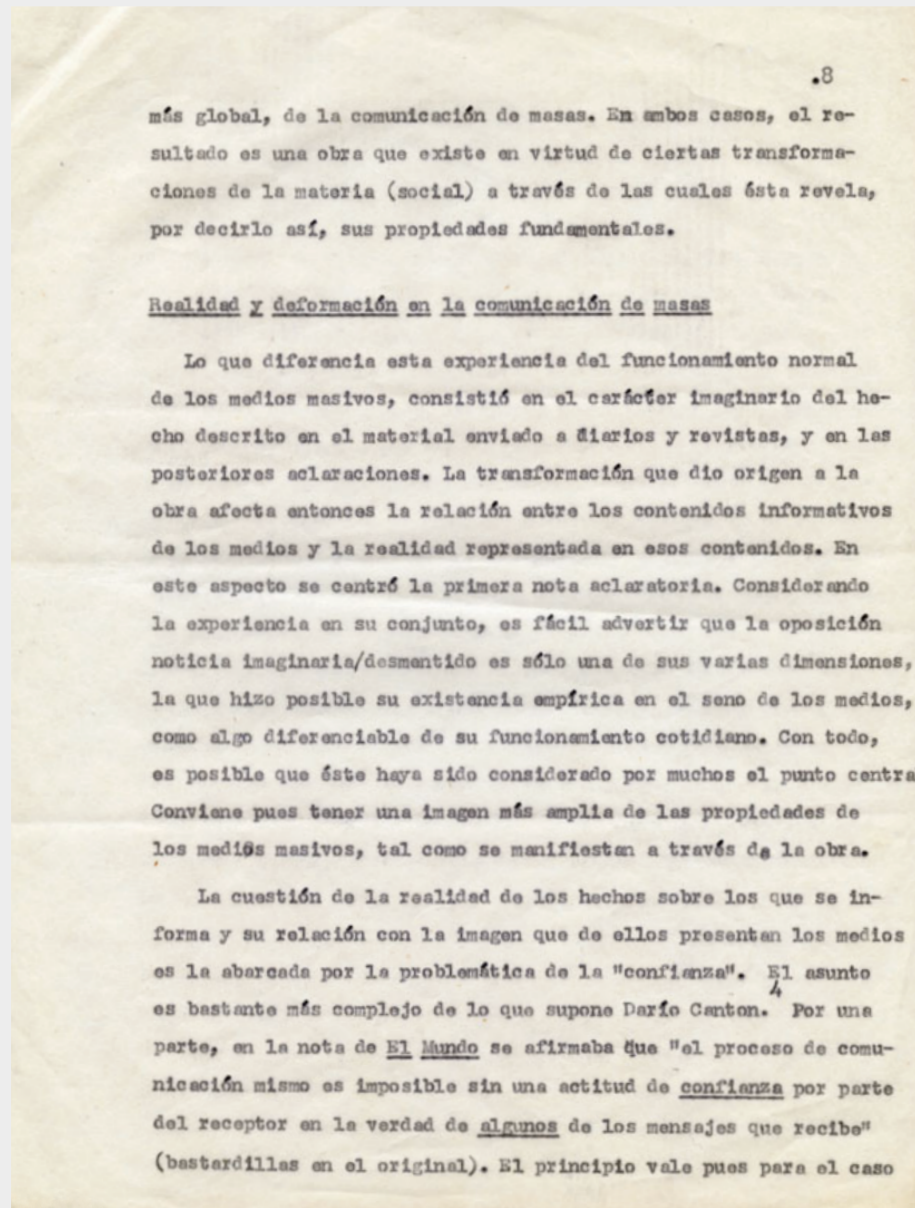 .8
más global, de la comunicación de masas. En ambos casos, el re-
sultado es una obra que existe en virtud de ciertas transforma-
ciones de la materia (social) a través de las cuales ésta revela,
por decirlo así, sus propiedades fundamentales.
Realidad y deformación en la comunicación de masas
Lo que diferencia esta experiencia del funcionamiento normal
de los medios masivos, consistió en el carácter imaginario del he-
cho descrito en el material enviado a diarios y revistas, y en las
posteriores aclaraciones. La transformación que dio origen a la
obra afecta entonces la relación entre los contenidos informativos
de los medios y la realidad representada en esos contenidos. En
este aspecto se centró la primera nota aclaratoria. Considerando
la experiencia en su conjunto, es fácil advertir que la oposición
noticia imaginaria/desmentido es sólo una de sus varias dimensiones,
la que hizo posible su existencia empírica en el seno de los medios,
como algo diferenciable de su funcionamiento cotidiano. Con todo,
es posible que éste haya sido considerado por muchos el punto centra
Conviene pues tener una imagen más amplia de las propiedades de
los medios masivos, tal como se manifiestan a través de la obra.
La cuestión de la realidad de los hechos sobre los que se in-
forma y su relación con la imagen que de ellos presentan los medios
es la abarcada por la problemática de la "confianza". El asunto
es bastante más complejo de lo que supone Darío Canton.4 Por una
parte, en la nota de El Mundo se afirmaba que "el proceso de comu-
nicación mismo es imposible sin una actitud de confianza por parte
del receptor en la verdad de algunos de los mensajes que recibe"
(bastardillas en el original). El principio vale pues para el caso